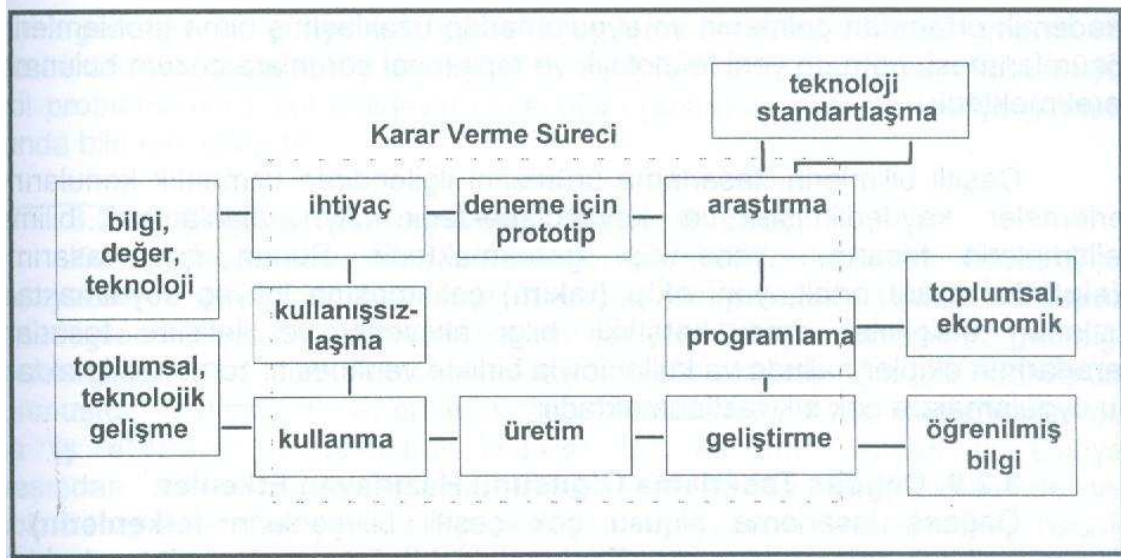 teknoloji
standartlaşma
Karar Verme Süreci
ihtiyaç
deneme için
prototip
araştırma
bilgi,
değer,
teknoloji
kullanışsız-
laşma
programlama
toplumsal,
ekonomik
toplumsal,
teknolojik
gelişme
kullanma
üretim
geliştirme
öğrenilmiş
bilgi